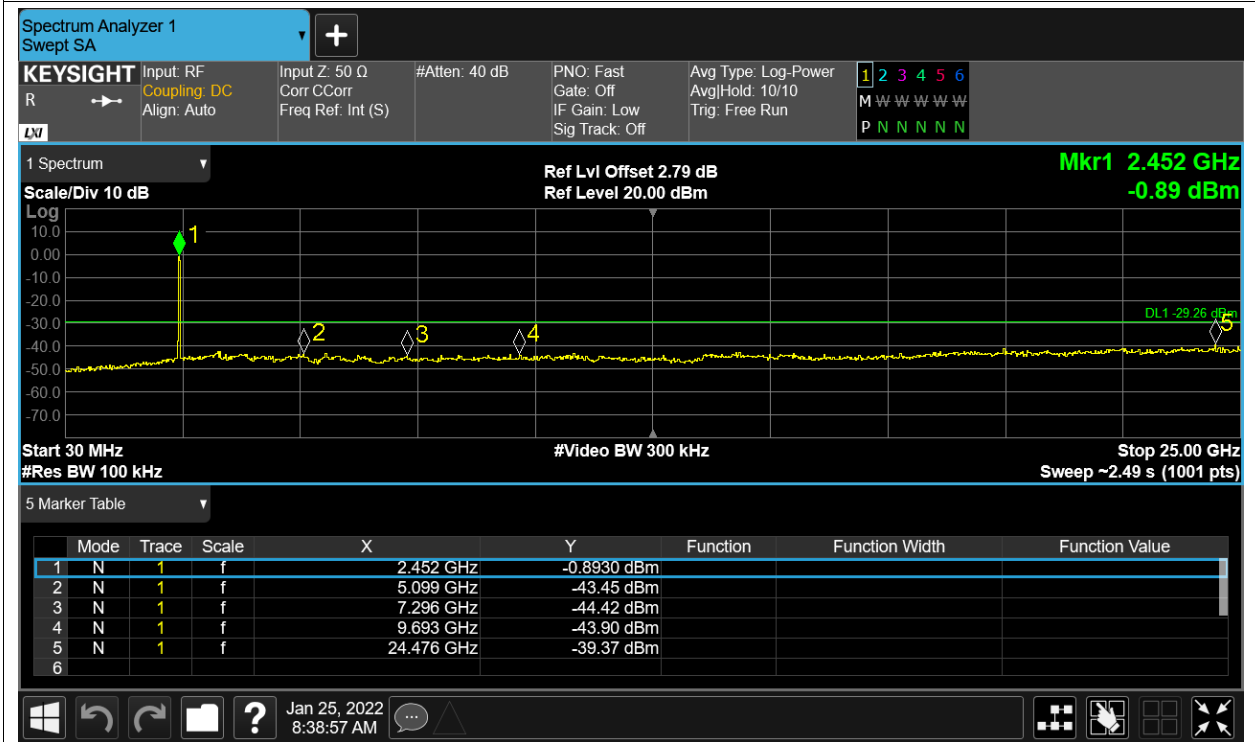 Spectrum Analyzer 1
Swept SA
+
KEYSIGHT
R
LXI
Input: RF
Coupling: DC
Align: Auto
Input Z: 50 Ω
Corr CCorr
Freq Ref: Int (S)
#Atten: 40 dB
PNO: Fast
Gate: Off
IF Gain: Low
Sig Track: Off
Avg Type: Log-Power
Avg|Hold: 10/10
Trig: Free Run
1 2 3 4 5 6
M W W W W W
P N N N N N
1 Spectrum
Scale/Div 10 dB
Ref Lvl Offset 2.79 dB
Ref Level 20.00 dBm
Mkr1 2.452 GHz
-0.89 dBm
Log
10.0
0.00
-10.0
-20.0
-30.0
-40.0
-50.0
-60.0
-70.0
1
2
3
4
5
DL1 -29.26 dBm
Start 30 MHz
#Res BW 100 kHz
#Video BW 300 kHz
Stop 25.00 GHz
Sweep ~2.49 s (1001 pts)
5 Marker Table
Mode Trace Scale X Y Function Function Width Function Value
1 N 1 f 2.452 GHz -0.8930 dBm
2 N 1 f 5.099 GHz -43.45 dBm
3 N 1 f 7.296 GHz -44.42 dBm
4 N 1 f 9.693 GHz -43.90 dBm
5 N 1 f 24.476 GHz -39.37 dBm
6
?
Jan 25, 2022
8:38:57 AM